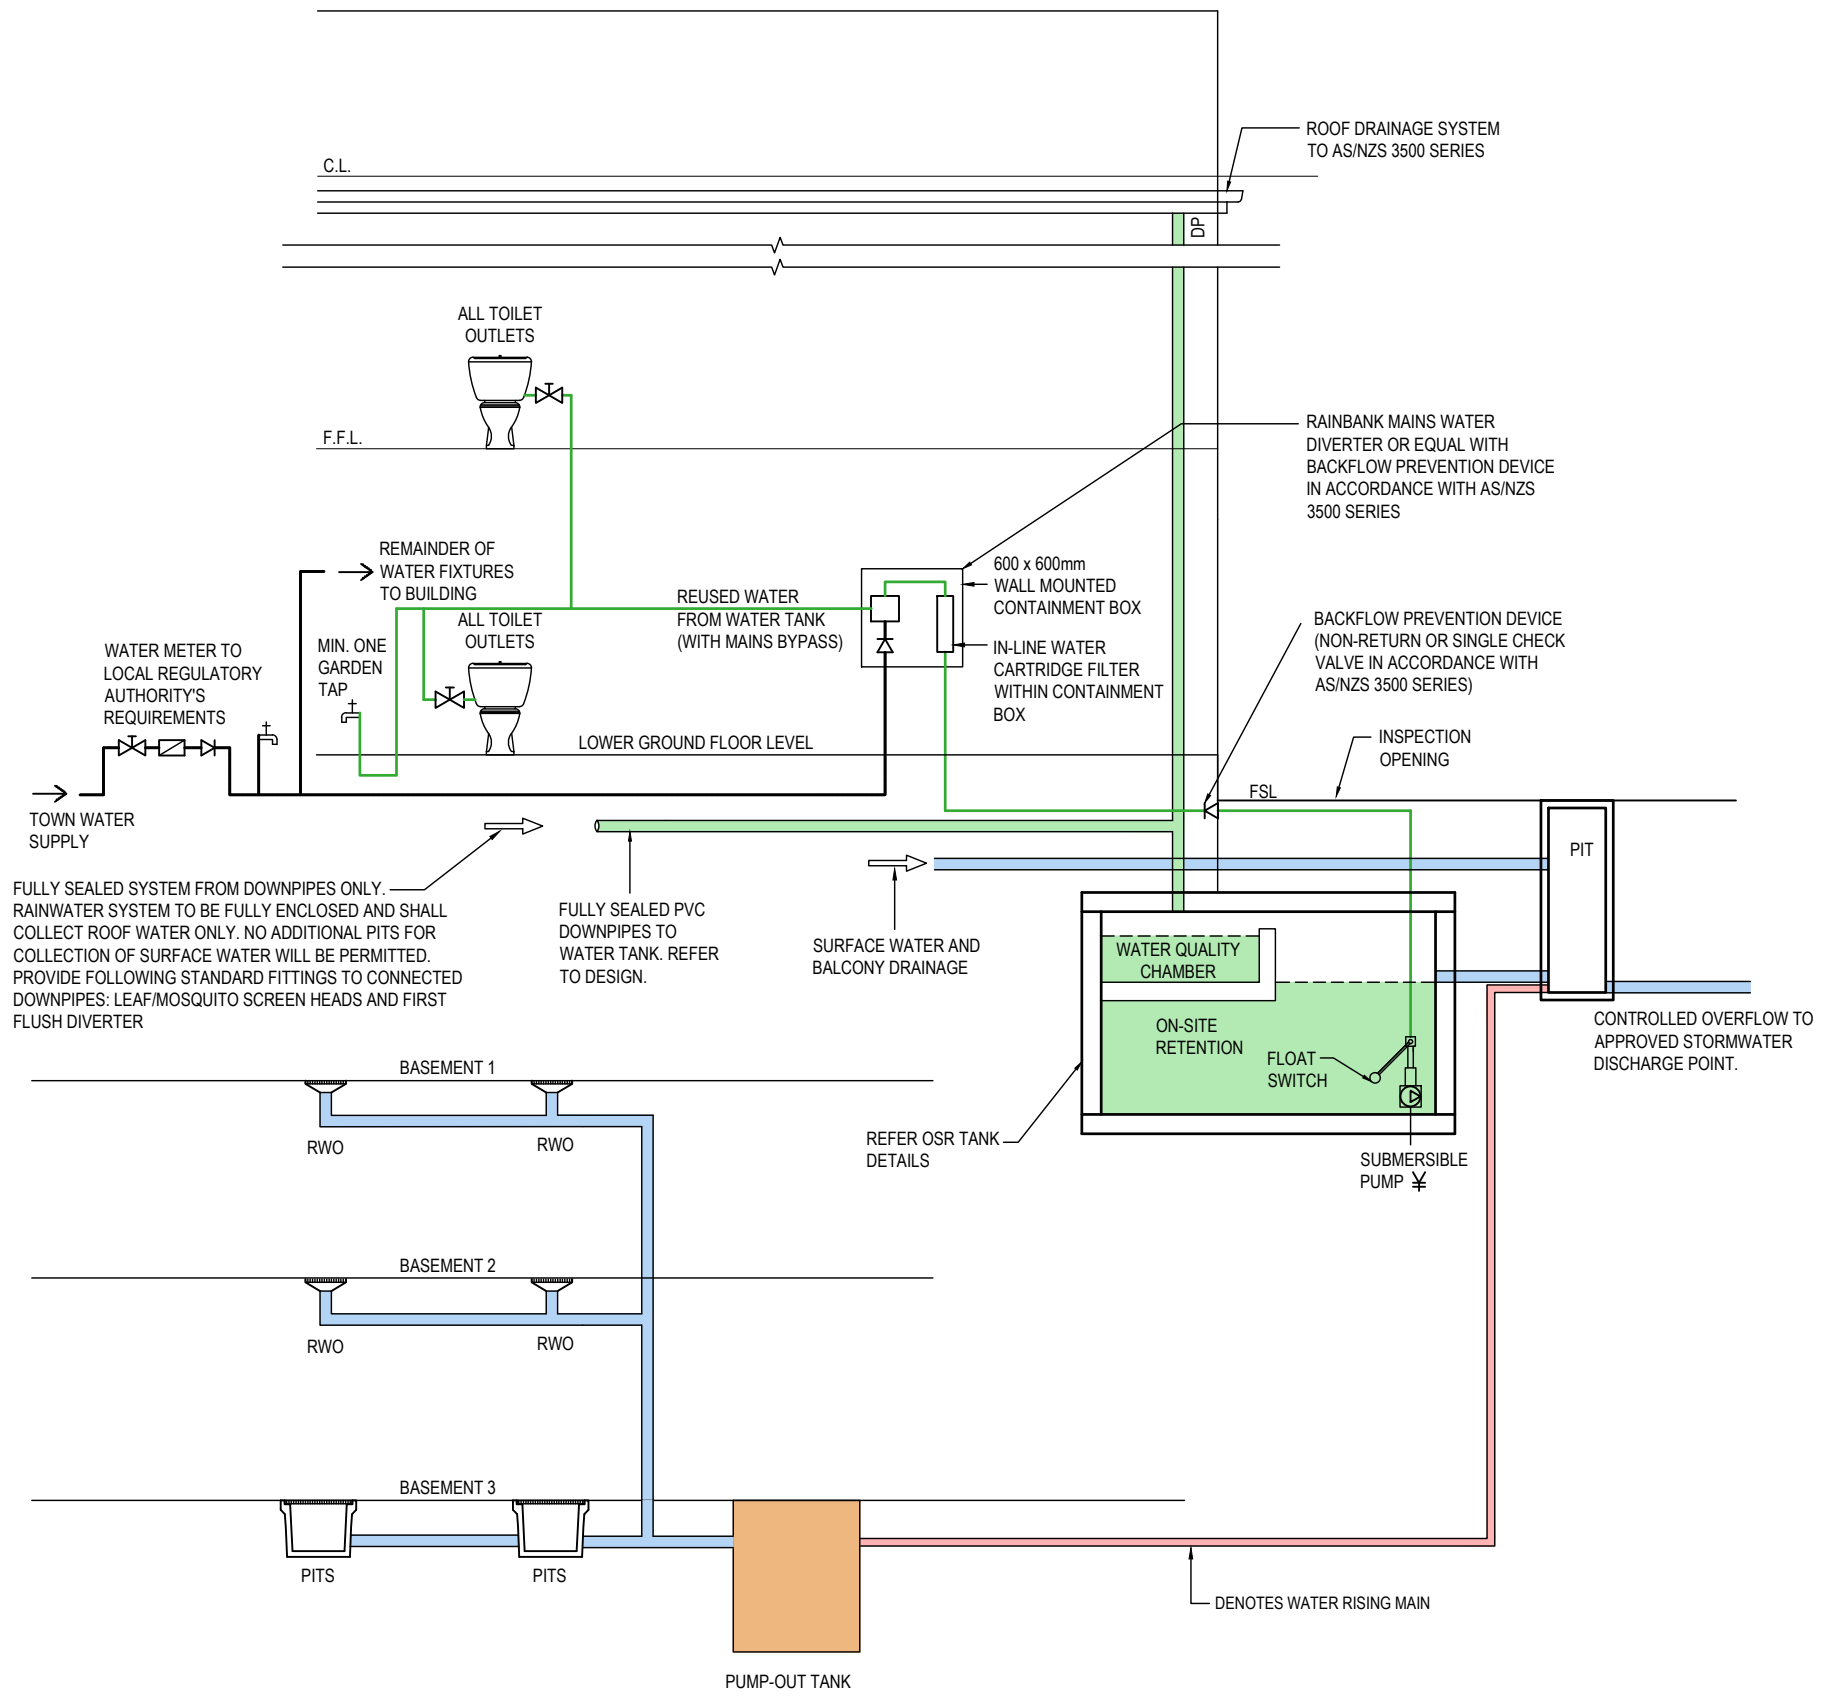 ROOF DRAINAGE SYSTEM
TO AS/NZS 3500 SERIES
C.L.
DP
ALL TOILET
OUTLETS
F.F.L.
RAINBANK MAINS WATER
DIVERTER OR EQUAL WITH
BACKFLOW PREVENTION DEVICE
IN ACCORDANCE WITH AS/NZS
3500 SERIES
REMAINDER OF
WATER FIXTURES
TO BUILDING
600 x 600mm
WALL MOUNTED
CONTAINMENT BOX
REUSED WATER
FROM WATER TANK
(WITH MAINS BYPASS)
ALL TOILET
OUTLETS
BACKFLOW PREVENTION DEVICE
(NON-RETURN OR SINGLE CHECK
VALVE IN ACCORDANCE WITH
AS/NZS 3500 SERIES)
MIN. ONE
GARDEN
TAP
IN-LINE WATER
CARTRIDGE FILTER
WITHIN CONTAINMENT
BOX
WATER METER TO
LOCAL REGULATORY
AUTHORITY'S
REQUIREMENTS
LOWER GROUND FLOOR LEVEL
INSPECTION
OPENING
FSL
TOWN WATER
SUPPLY
PIT
FULLY SEALED SYSTEM FROM DOWNPIPES ONLY.
RAINWATER SYSTEM TO BE FULLY ENCLOSED AND SHALL
COLLECT ROOF WATER ONLY. NO ADDITIONAL PITS FOR
COLLECTION OF SURFACE WATER WILL BE PERMITTED.
PROVIDE FOLLOWING STANDARD FITTINGS TO CONNECTED
DOWNPIPES: LEAF/MOSQUITO SCREEN HEADS AND FIRST
FLUSH DIVERTER
FULLY SEALED PVC
DOWNPIPES TO
WATER TANK. REFER
TO DESIGN.
SURFACE WATER AND
BALCONY DRAINAGE
WATER QUALITY
CHAMBER
ON-SITE
RETENTION
FLOAT
SWITCH
CONTROLLED OVERFLOW TO
APPROVED STORMWATER
DISCHARGE POINT.
REFER OSR TANK
DETAILS
SUBMERSIBLE
PUMP ¥
BASEMENT 1
RWO
RWO
BASEMENT 2
RWO
RWO
BASEMENT 3
PITS
PITS
DENOTES WATER RISING MAIN
PUMP-OUT TANK